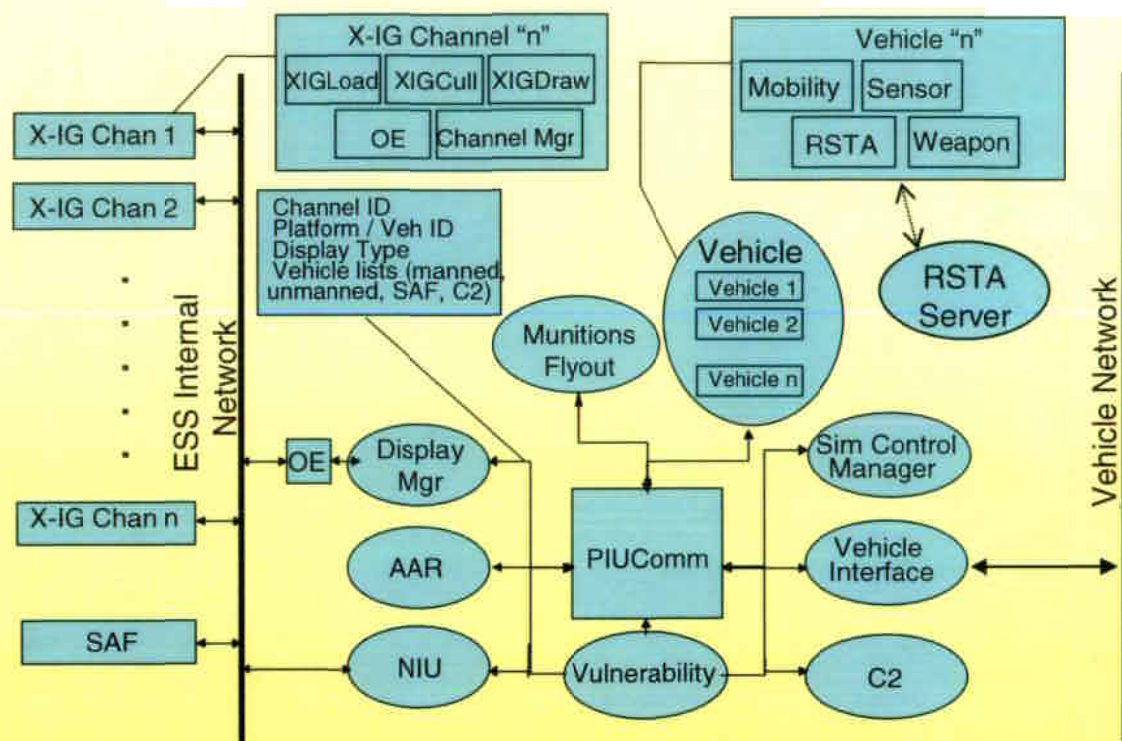 X-IG Channel “n”
XIGLoad
XIGCull
XIGDraw
OE
Channel Mgr
Vehicle “n”
Mobility
Sensor
RSTA
Weapon
X-IG Chan 1
X-IG Chan 2
X-IG Chan n
SAF
ESS Internal
Network
Channel ID
Platform / Veh ID
Display Type
Vehicle lists (manned,
unmanned, SAF, C2)
Munitions
Flyout
Vehicle
Vehicle 1
Vehicle 2
Vehicle n
RSTA
Server
OE
Display
Mgr
AAR
NIU
PIUComm
Vulnerability
Sim Control
Manager
Vehicle
Interface
C2
Vehicle Network